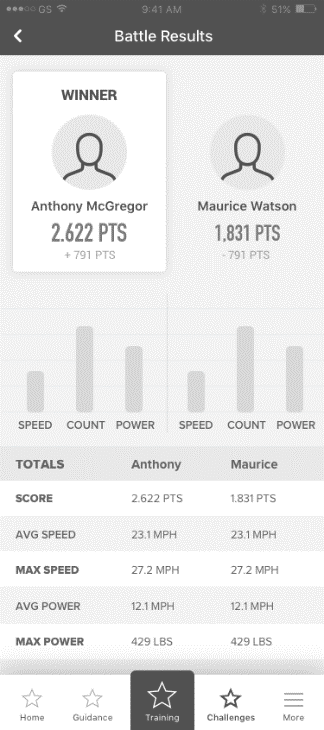 GS 9:41 AM 51%
Battle Results
WINNER
Anthony McGregor Maurice Watson
2.622 PTS 1,831 PTS
+ 791 PTS - 791 PTS
SPEED COUNT POWER SPEED COUNT POWER
TOTALS Anthony Maurice
SCORE 2.622 PTS 1.831 PTS
AVG SPEED 23.1 MPH 23.1 MPH
MAX SPEED 27.2 MPH 27.2 MPH
AVG POWER 12.1 MPH 12.1 MPH
MAX POWER 429 LBS 429 LBS
Home Guidance Training Challenges More